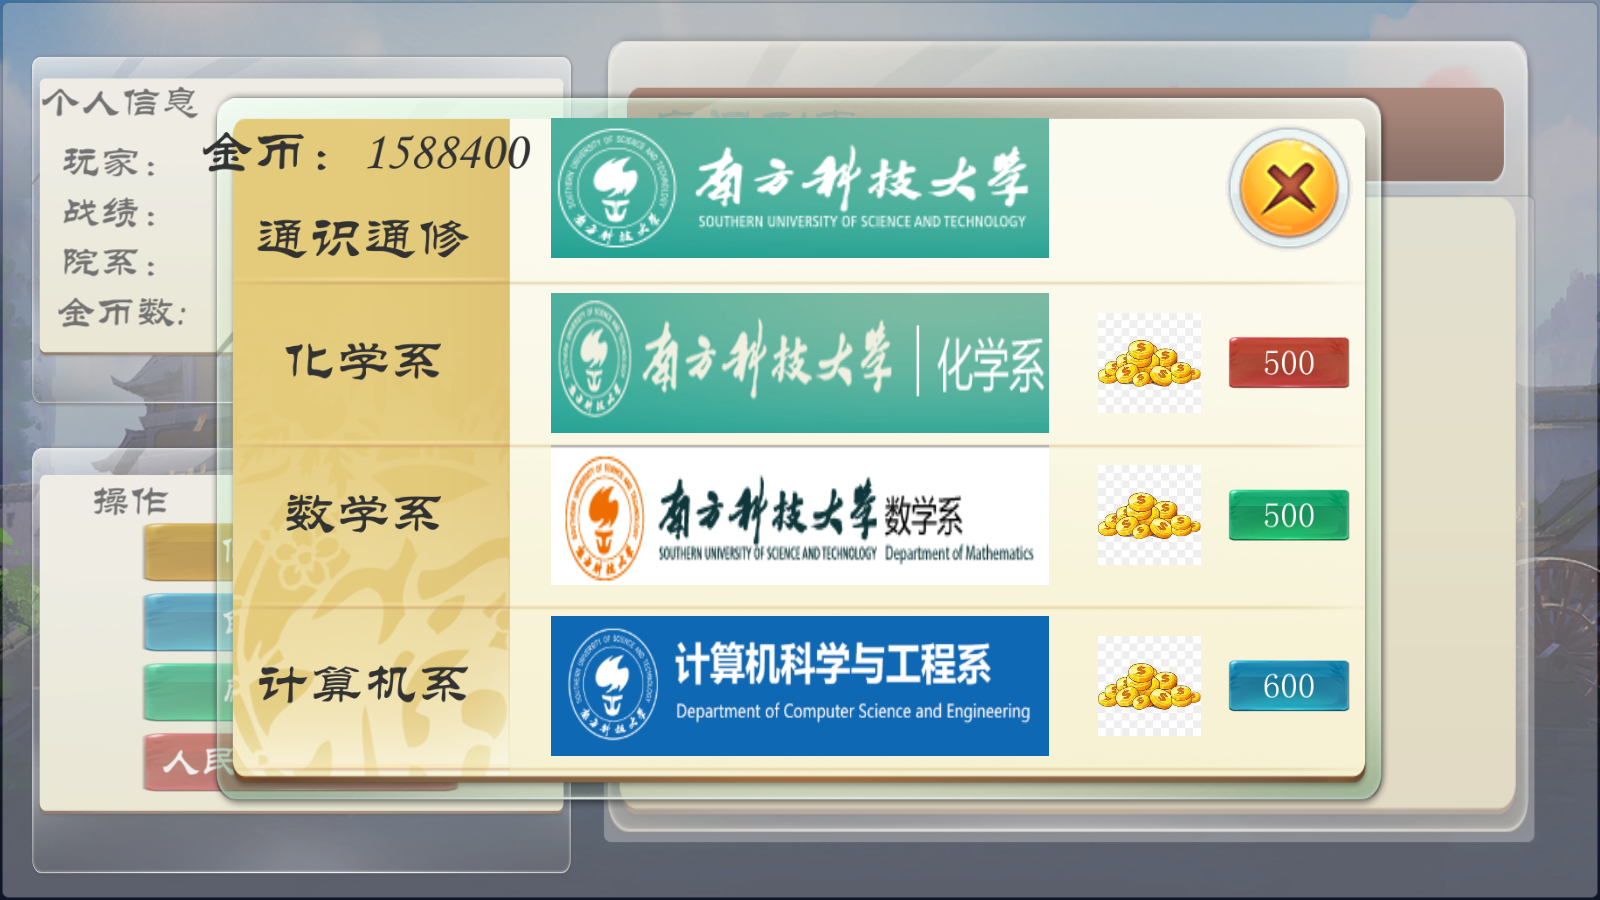 个人信息
玩家：
战绩：
院系：
金币数:
操作
人民
金币： 1588400
通识通修
南方科技大学
SOUTHERN UNIVERSITY OF SCIENCE AND TECHNOLOGY
化学系
南方科技大学 | 化学系
500
数学系
南方科技大学 数学系
SOUTHERN UNIVERSITY OF SCIENCE AND TECHNOLOGY Department of Mathematics
500
计算机系
计算机科学与工程系
Department of Computer Science and Engineering
600